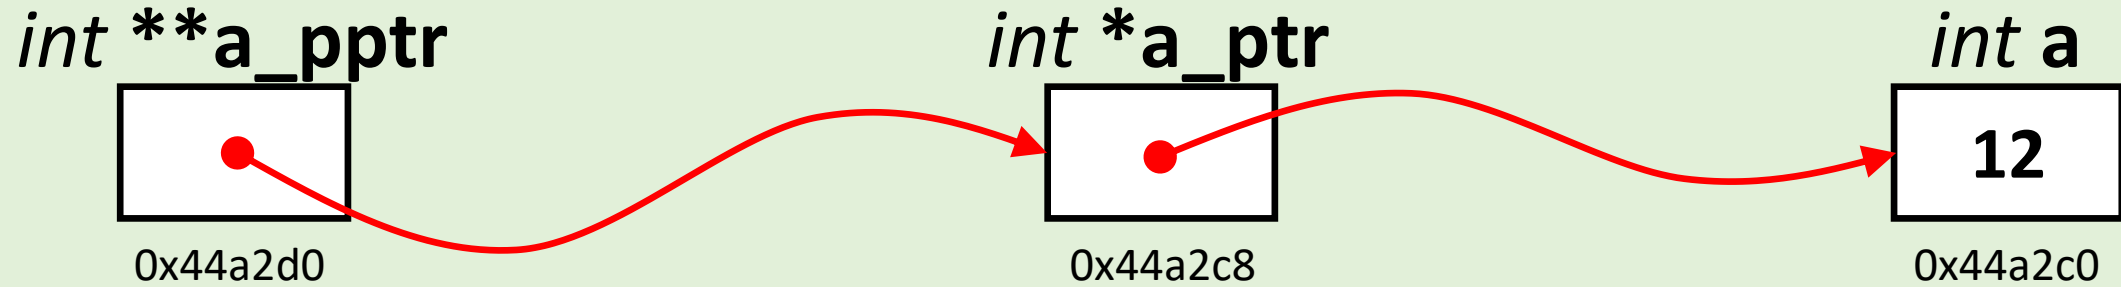 int **a_pptr
int *a_ptr
int a
12
0x44a2d0
0x44a2c8
0x44a2c0